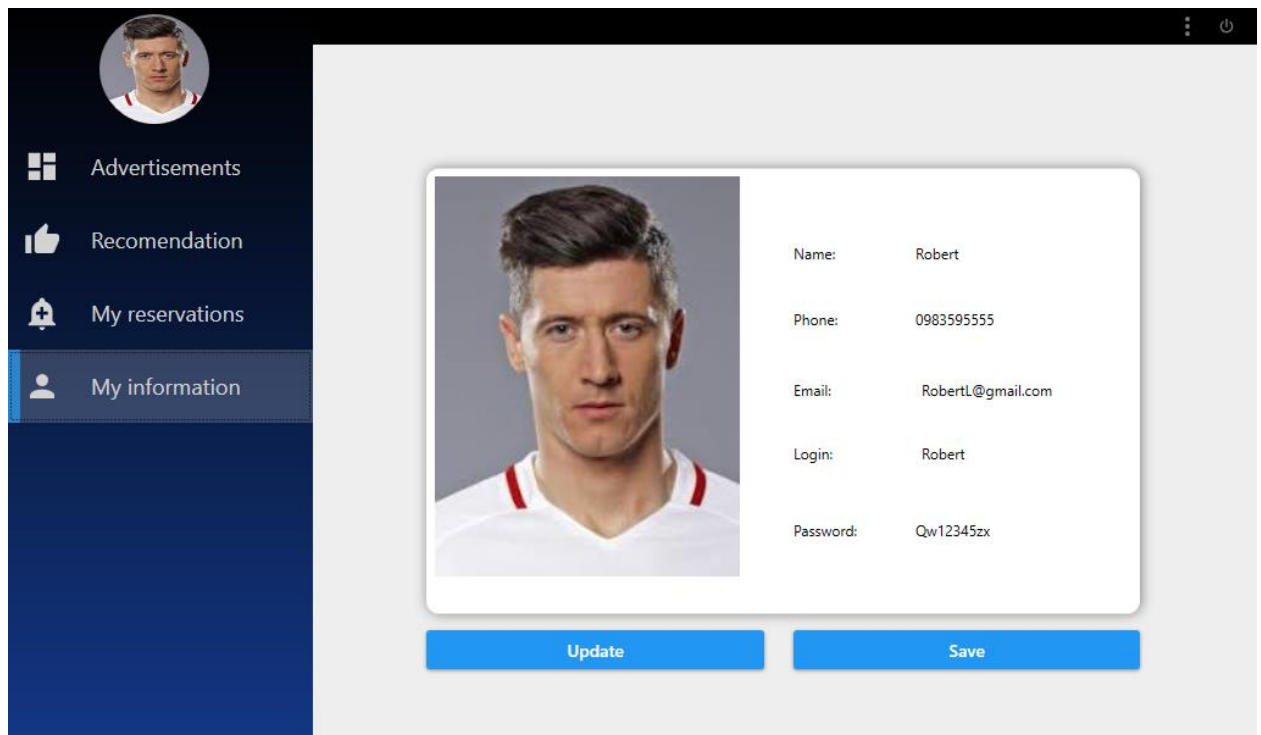 Advertisements
Recomendation
My reservations
My information
Name: Robert
Phone: 0983595555
Email: RobertL@gmail.com
Login: Robert
Password: Qw12345zx
Update Save